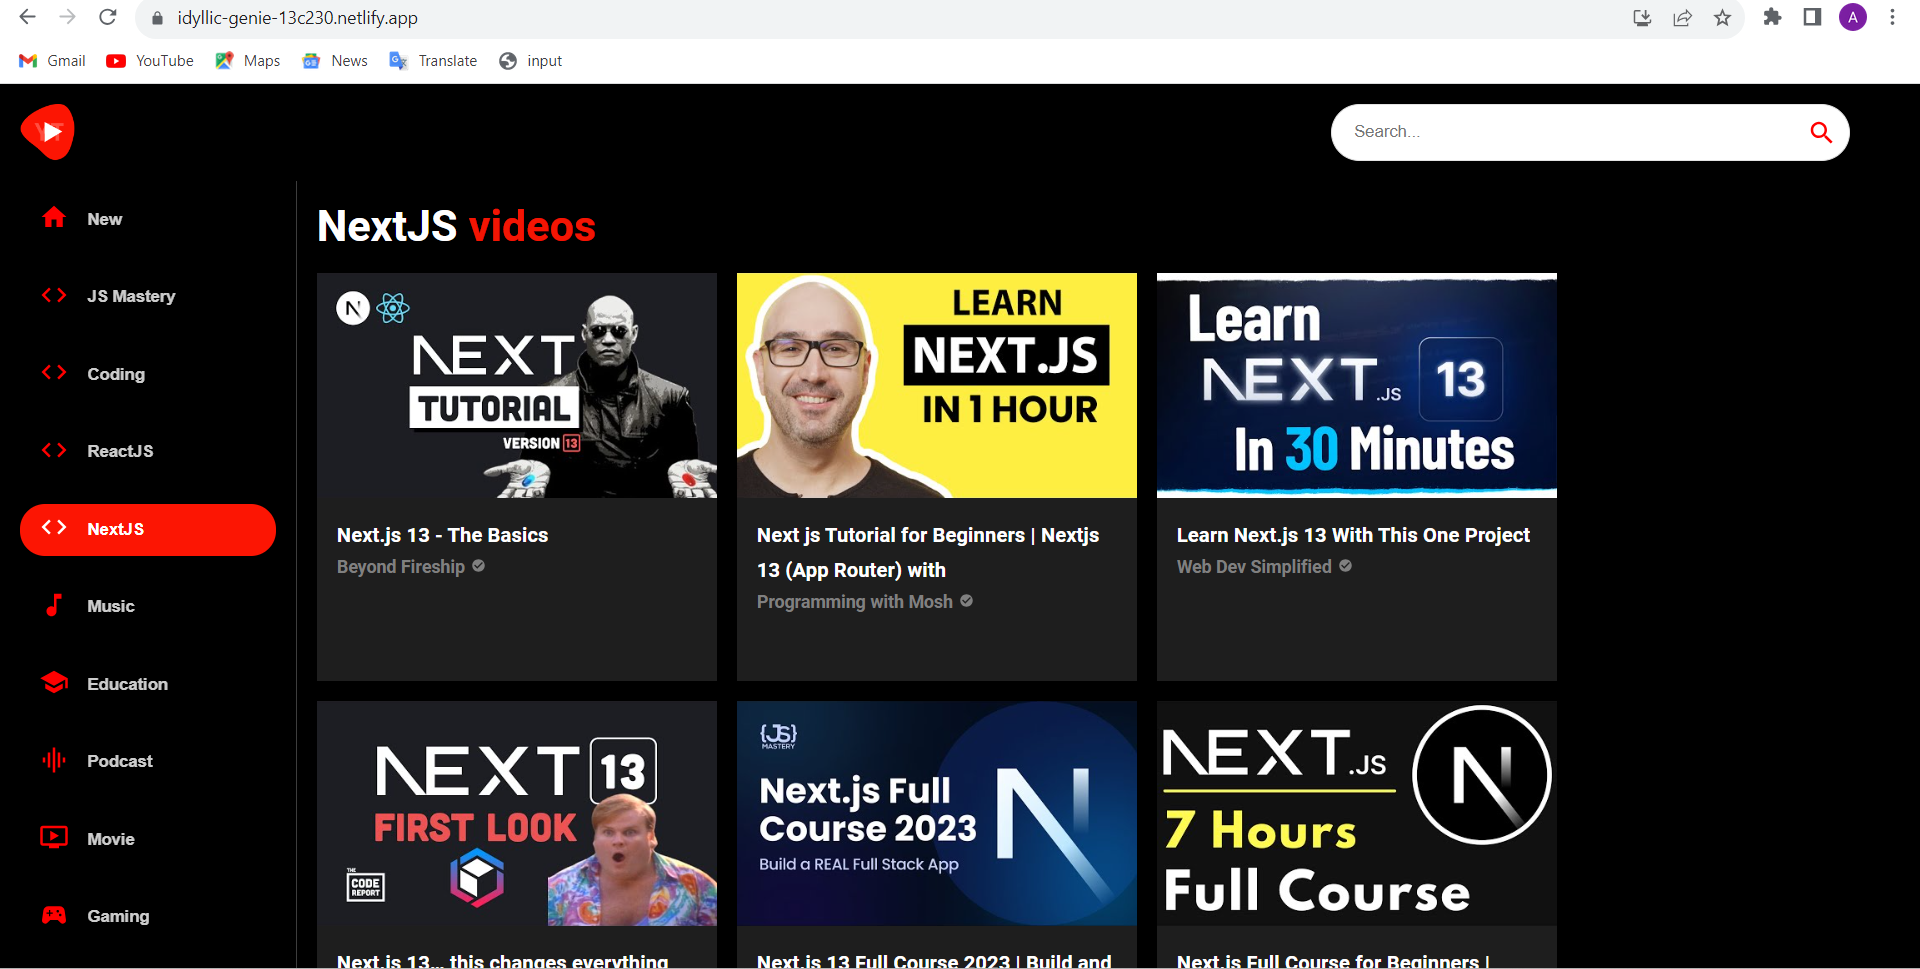 idyllic-genie-13c230.netlify.app
A
Gmail
YouTube
Maps
News
Translate
input
YT
Search...
New
JS Mastery
Coding
ReactJS
NextJS
Music
Education
Podcast
Movie
Gaming
NextJS videos
N
NEXT
TUTORIAL
VERSION 13
Next.js 13 - The Basics
Beyond Fireship
LEARN
NEXT.JS
IN 1 HOUR
Next js Tutorial for Beginners | Nextjs
13 (App Router) with
Programming with Mosh
Learn
NEXT.JS 13
In 30 Minutes
Learn Next.js 13 With This One Project
Web Dev Simplified
NEXT 13
FIRST LOOK
THE
CODE
REPORT
Next.js 13... this changes everything
{JS}
MASTERY
Next.js Full
Course 2023
Build a REAL Full Stack App
N
Next.js 13 Full Course 2023 | Build and
NEXT.JS
7 Hours
Full Course
N
Next.js Full Course for Beginners |